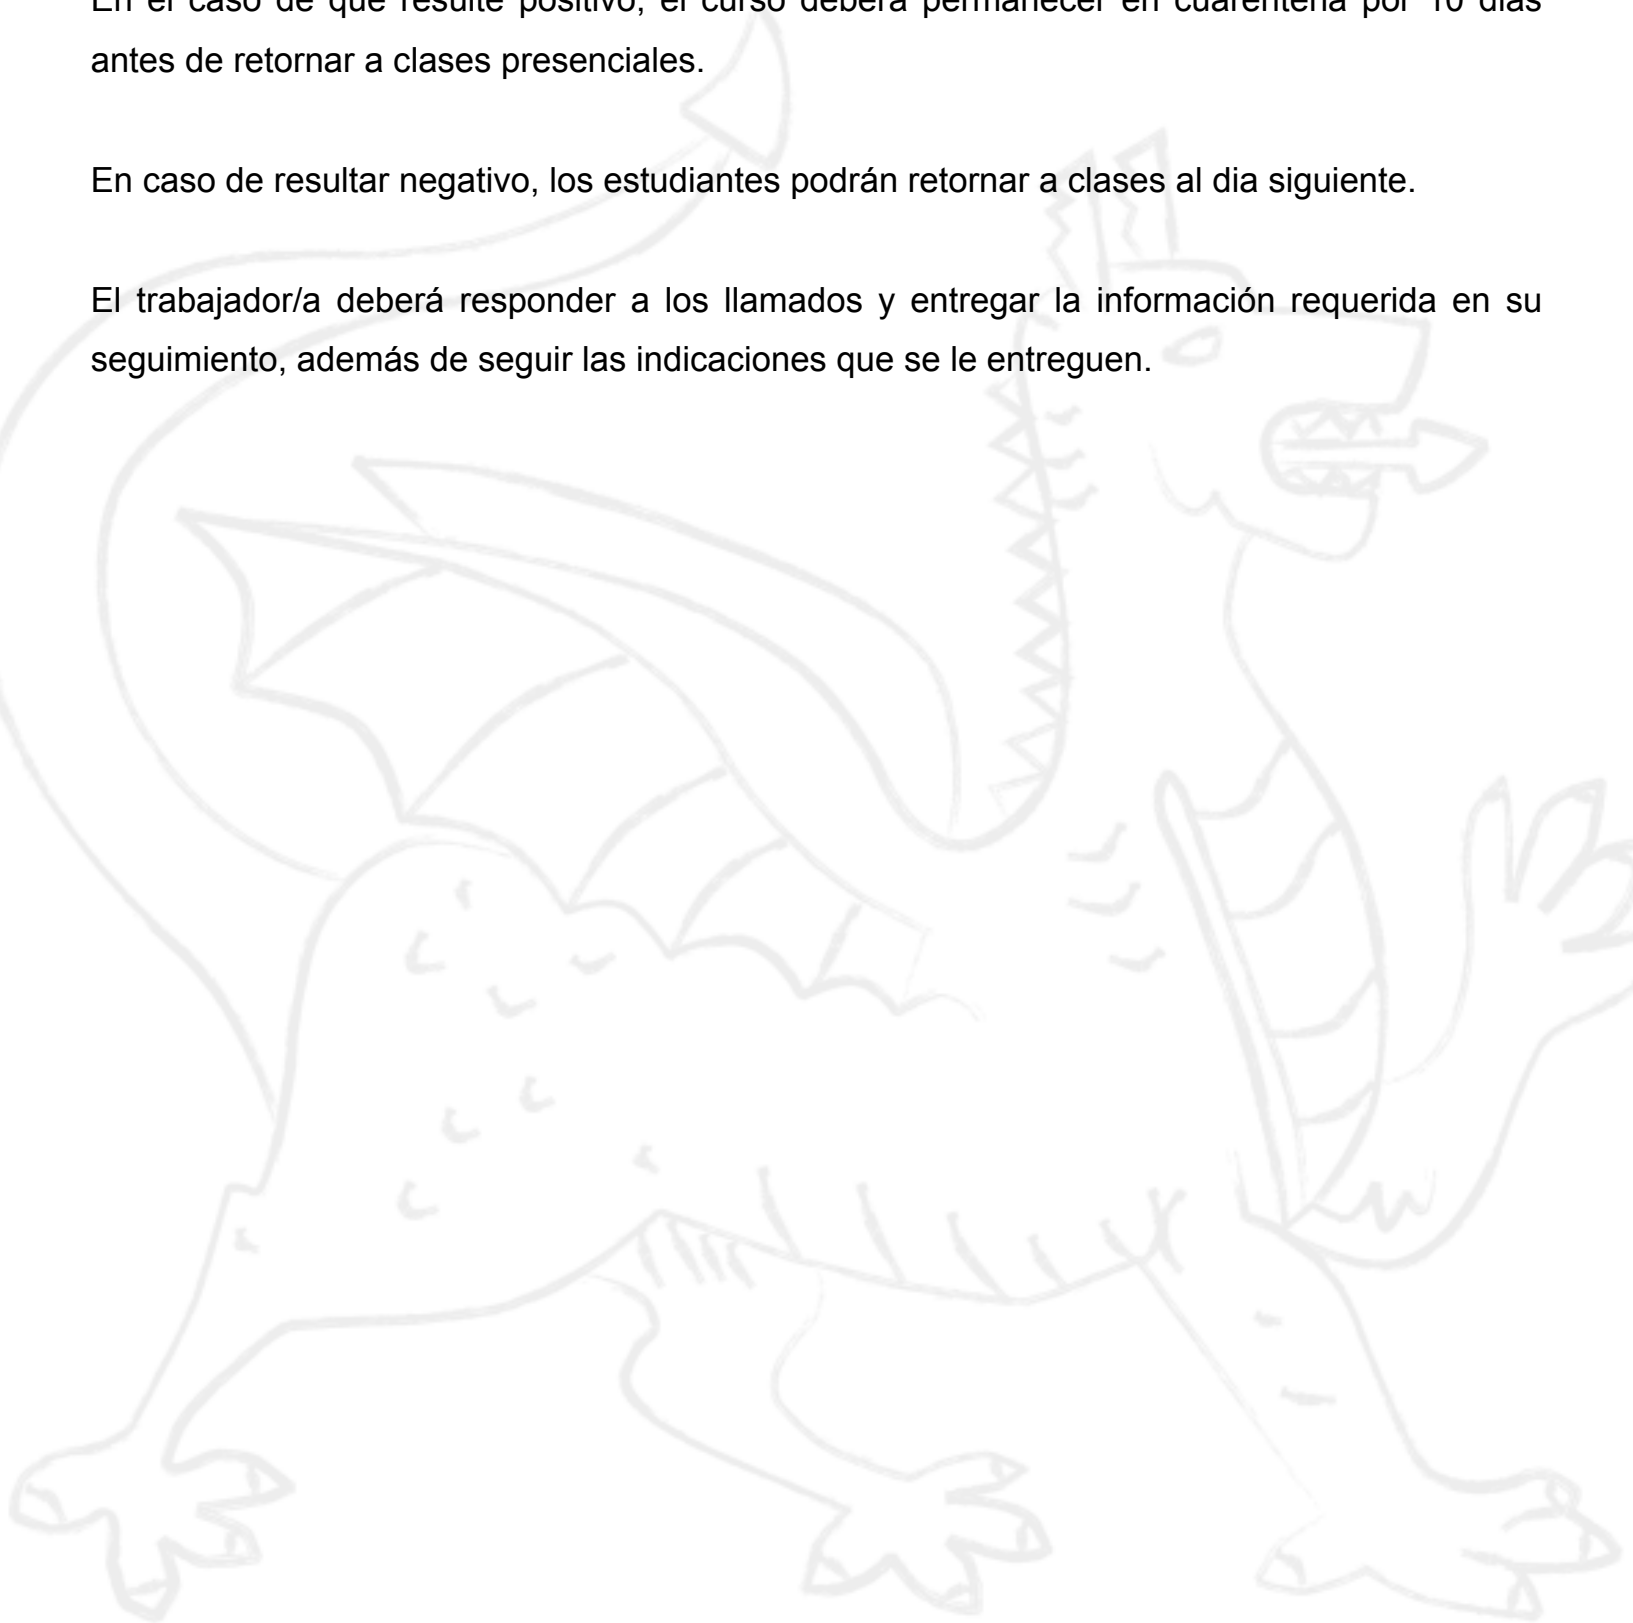 En el caso de que resulte positivo, el curso deberá permanecer en cuarentena por 10 días
antes de retornar a clases presenciales.
En caso de resultar negativo, los estudiantes podrán retornar a clases al dia siguiente.
El trabajador/a deberá responder a los llamados y entregar la información requerida en su
seguimiento, además de seguir las indicaciones que se le entreguen.